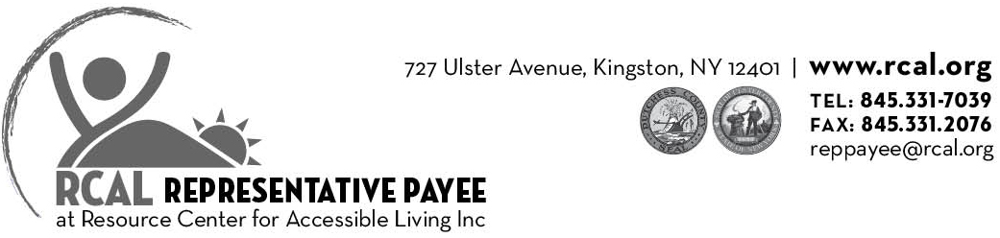 727 Ulster Avenue, Kingston, NY 12401 | www.rcal.org
TEL: 845.331-7039
FAX: 845.331.2076
reppayee@rcal.org
DUTCHESS COUNTY
SEAL
RCAL REPRESENTATIVE PAYEE
at Resource Center for Accessible Living Inc